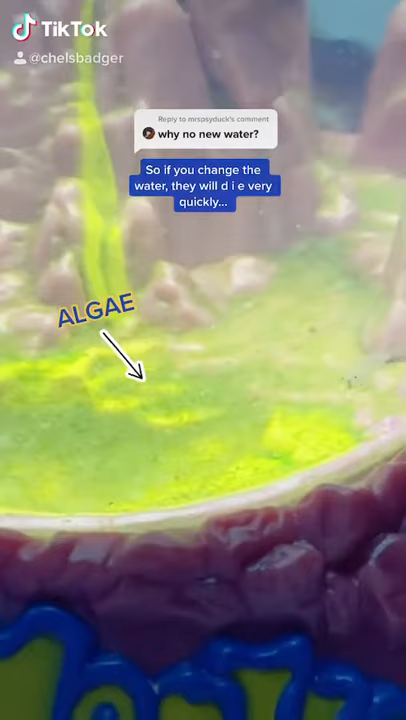 TikTok
@chelsbadger
Reply to mrspsyduck's comment
why no new water?
So if you change the
water, they will d i e very
quickly...
ALGAE